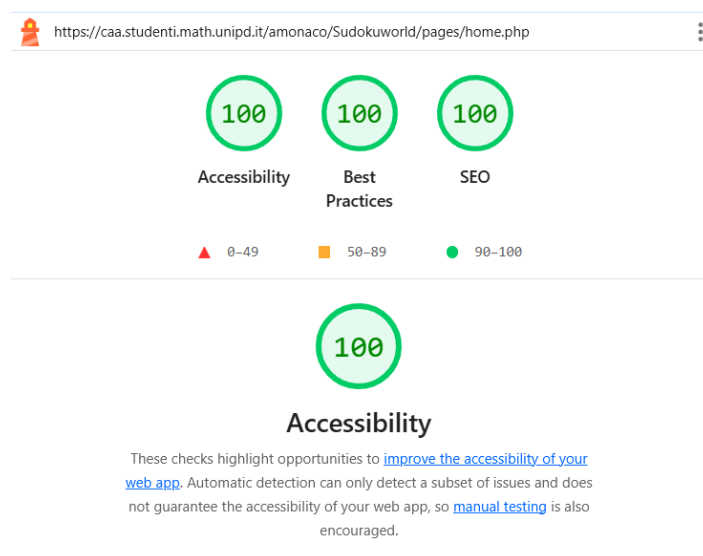 https://caa.studenti.math.unipd.it/amonaco/Sudokuworld/pages/home.php
100 100 100
Accessibility Best Practices SEO
0–49 50–89 90–100
100
Accessibility
These checks highlight opportunities to improve the accessibility of your
web app. Automatic detection can only detect a subset of issues and does
not guarantee the accessibility of your web app, so manual testing is also
encouraged.